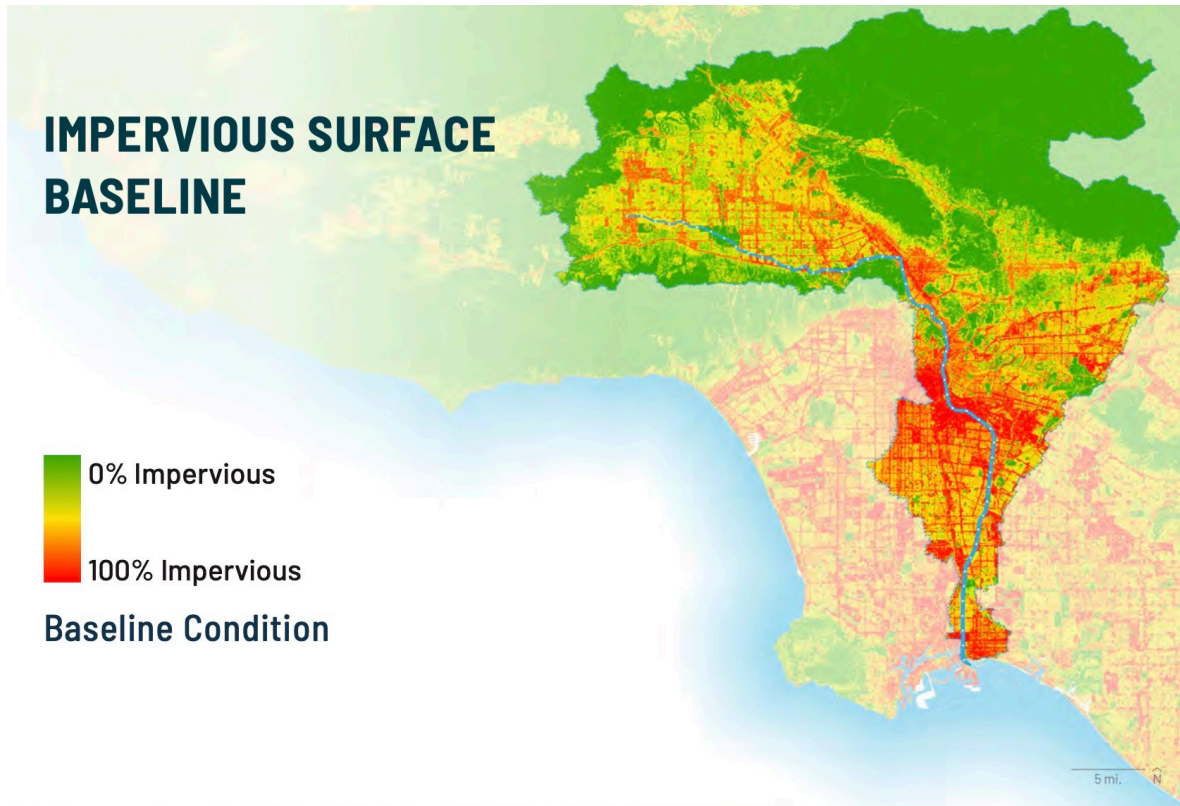 IMPERVIOUS SURFACE
BASELINE
0% Impervious
100% Impervious
Baseline Condition
5 mi.
N